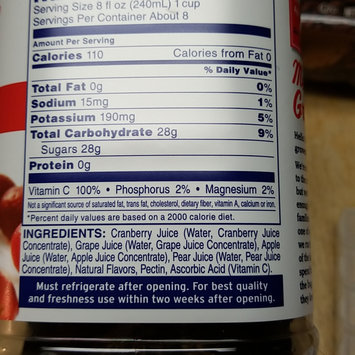 Serving Size 8 fl oz (240mL) 1 cup
Servings Per Container About 8
Amount Per Serving
Calories 110 Calories from Fat 0
% Daily Value*
Total Fat 0g 0%
Sodium 15mg 1%
Potassium 190mg 5%
Total Carbohydrate 28g 9%
Sugars 28g
Protein 0g
Vitamin C 100% • Phosphorus 2% • Magnesium 2%
Not a significant source of saturated fat, trans fat, cholesterol, dietary fiber, vitamin A, calcium or iron.
*Percent daily values are based on a 2000 calorie diet.
INGREDIENTS: Cranberry Juice (Water, Cranberry
Juice Concentrate), Grape Juice (Water, Grape Juice
Concentrate), Apple Juice (Water, Apple
Juice Concentrate), Pear Juice (Water, Pear Juice
Concentrate), Natural Flavors, Pectin, Ascorbic Acid (Vitamin C).
Must refrigerate after opening. For best quality
and freshness use within two weeks after opening.